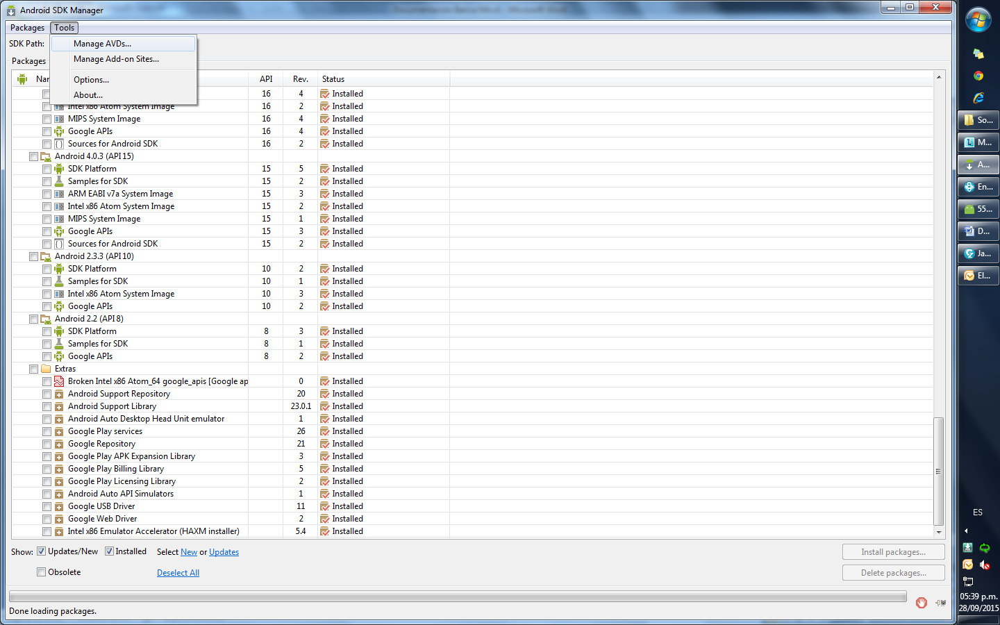 Android SDK Manager
Packages Tools
SDK Path:
Manage AVDs...
Manage Add-on Sites...
Options...
About...
Packages
API Rev. Status
16 4 Installed
Intel x86 Atom System Image 16 2 Installed
MIPS System Image 16 4 Installed
Google APIs 16 4 Installed
Sources for Android SDK 16 2 Installed
Android 4.0.3 (API 15)
SDK Platform 15 5 Installed
Samples for SDK 15 2 Installed
ARM EABI v7a System Image 15 3 Installed
Intel x86 Atom System Image 15 2 Installed
MIPS System Image 15 1 Installed
Google APIs 15 3 Installed
Sources for Android SDK 15 2 Installed
Android 2.3.3 (API 10)
SDK Platform 10 2 Installed
Samples for SDK 10 1 Installed
Intel x86 Atom System Image 10 3 Installed
Google APIs 10 2 Installed
Android 2.2 (API 8)
SDK Platform 8 3 Installed
Samples for SDK 8 1 Installed
Google APIs 8 2 Installed
Extras
Broken Intel x86 Atom_64 google_apis [Google ap 0 Installed
Android Support Repository 20 Installed
Android Support Library 23.0.1 Installed
Android Auto Desktop Head Unit emulator 1 Installed
Google Play services 26 Installed
Google Repository 21 Installed
Google Play APK Expansion Library 3 Installed
Google Play Billing Library 5 Installed
Google Play Licensing Library 2 Installed
Android Auto API Simulators 1 Installed
Google USB Driver 11 Installed
Google Web Driver 2 Installed
Intel x86 Emulator Accelerator (HAXM installer) 5.4 Installed
Show: Updates/New Installed Select New or Updates
Install packages...
Obsolete Deselect All
Delete packages...
Done loading packages.
So...
M...
A...
En...
55...
D...
Ja...
El...
ES
05:39 p.m.
28/09/2015